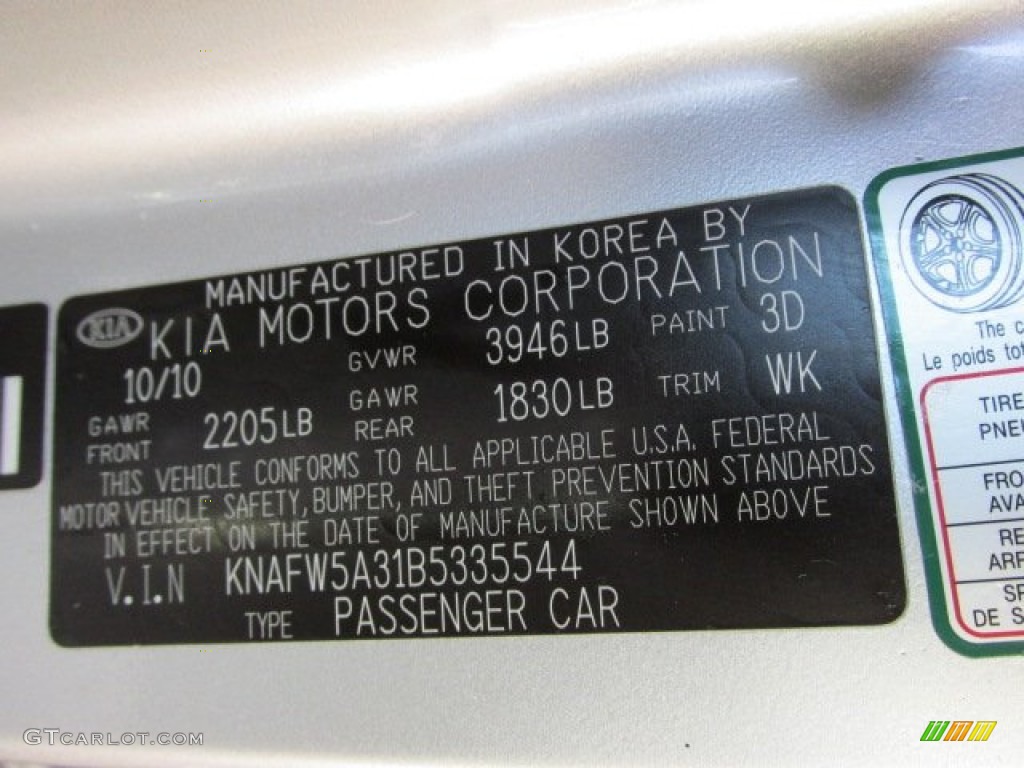 MANUFACTURED IN KOREA BY
KIA KIA MOTORS CORPORATION
10/10 GVWR 3946LB PAINT 3D
GAWR FRONT 2205LB GAWR REAR 1830LB TRIM WK
THIS VEHICLE CONFORMS TO ALL APPLICABLE U.S.A. FEDERAL
MOTOR VEHICLE SAFETY, BUMPER, AND THEFT PREVENTION STANDARDS
IN EFFECT ON THE DATE OF MANUFACTURE SHOWN ABOVE
V.I.N KNAFW5A31B5335544
TYPE PASSENGER CAR
The c
Le poids tot
TIRE
PNEU
FRO
AVA
RE
ARR
SP
DE S
GTCARLOT.COM